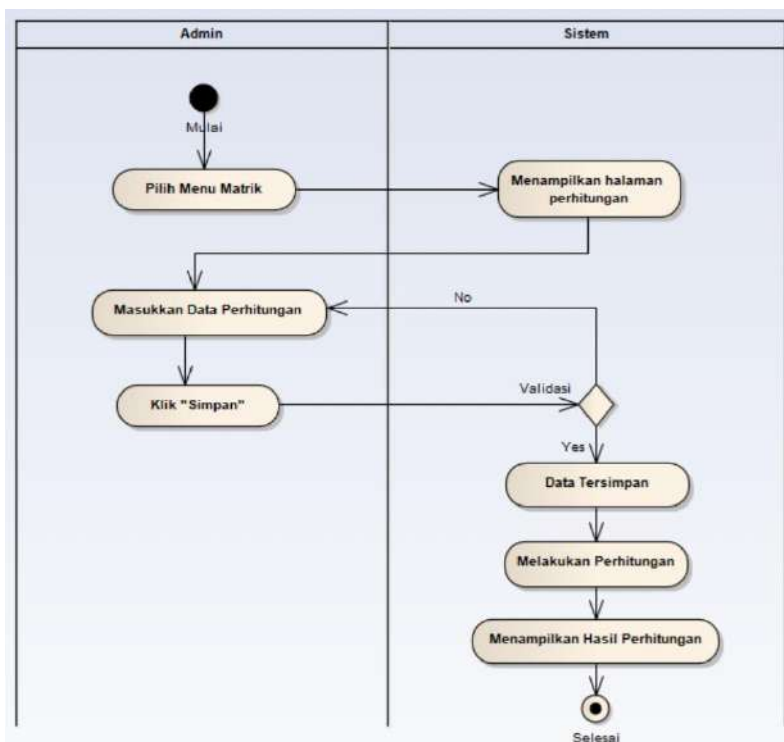 Admin
Sistem
Mulai
Pilih Menu Matrik
Menampilkan halaman
perhitungan
Masukkan Data Perhitungan
No
Klik "Simpan"
Validasi
Yes
Data Tersimpan
Melakukan Perhitungan
Menampilkan Hasil Perhitungan
Selesai